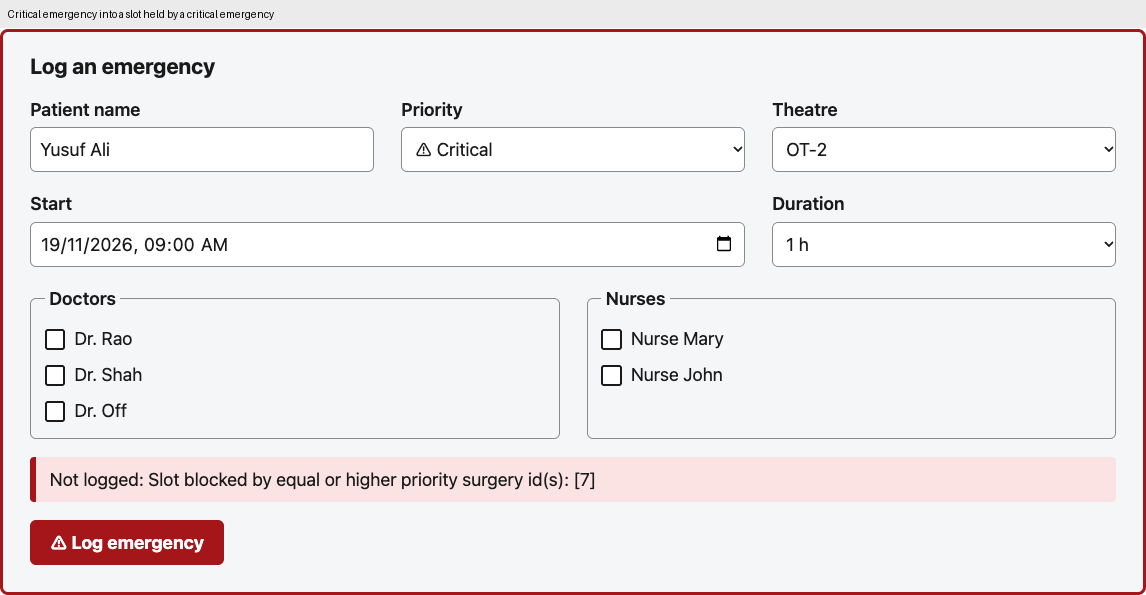 Critical emergency into a slot held by a critical emergency
Log an emergency
Patient name
Priority
Theatre
Yusuf Ali
⚠ Critical
OT-2
Start
Duration
19/11/2026, 09:00 AM
1 h
Doctors
Nurses
Dr. Rao
Nurse Mary
Dr. Shah
Nurse John
Dr. Off
Not logged: Slot blocked by equal or higher priority surgery id(s): [7]
⚠ Log emergency